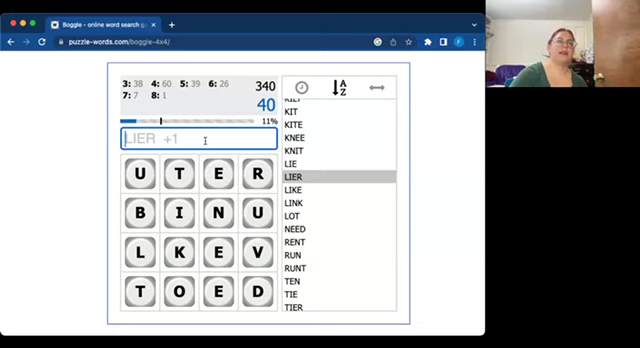 Boggle - online word search g
puzzle-words.com/boggle-4x4/
3: 38 4: 60 5: 39 6: 26
7: 7 8: 1
340
40
11%
LIER +1
A
Z
U T E R
B I N U
L K E V
T O E D
KILT
KIT
KITE
KNEE
KNIT
LIE
LIER
LIKE
LINK
LOT
NEED
RENT
RUN
RUNT
TEN
TIE
TIER